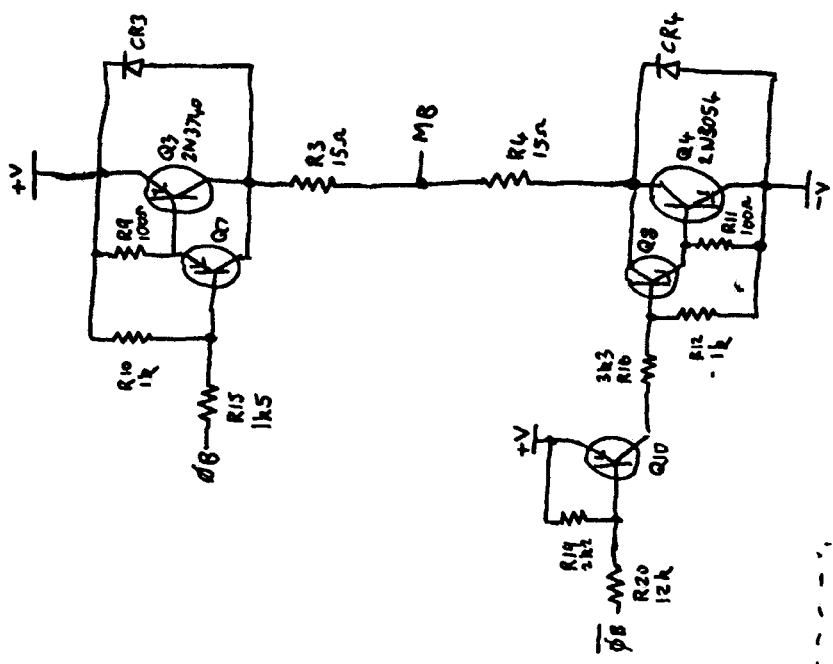 +V
CR3
Q3
2N3740
R9
100Ω
Q7
R10
1k
R15
1k5
ØB
R3
15Ω
MB
R4
15Ω
CR4
Q4
2N3054
Q8
R11
100Ω
R12
1k
3k3
R16
-V
+V
Q10
R19
2k2
R20
12k
ØB